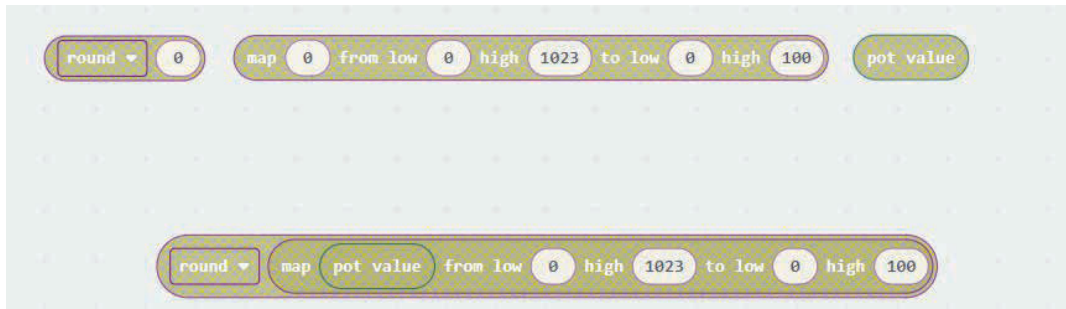 round 0 map 0 from low 0 high 1023 to low 0 high 100 pot value
round map pot value from low 0 high 1023 to low 0 high 100